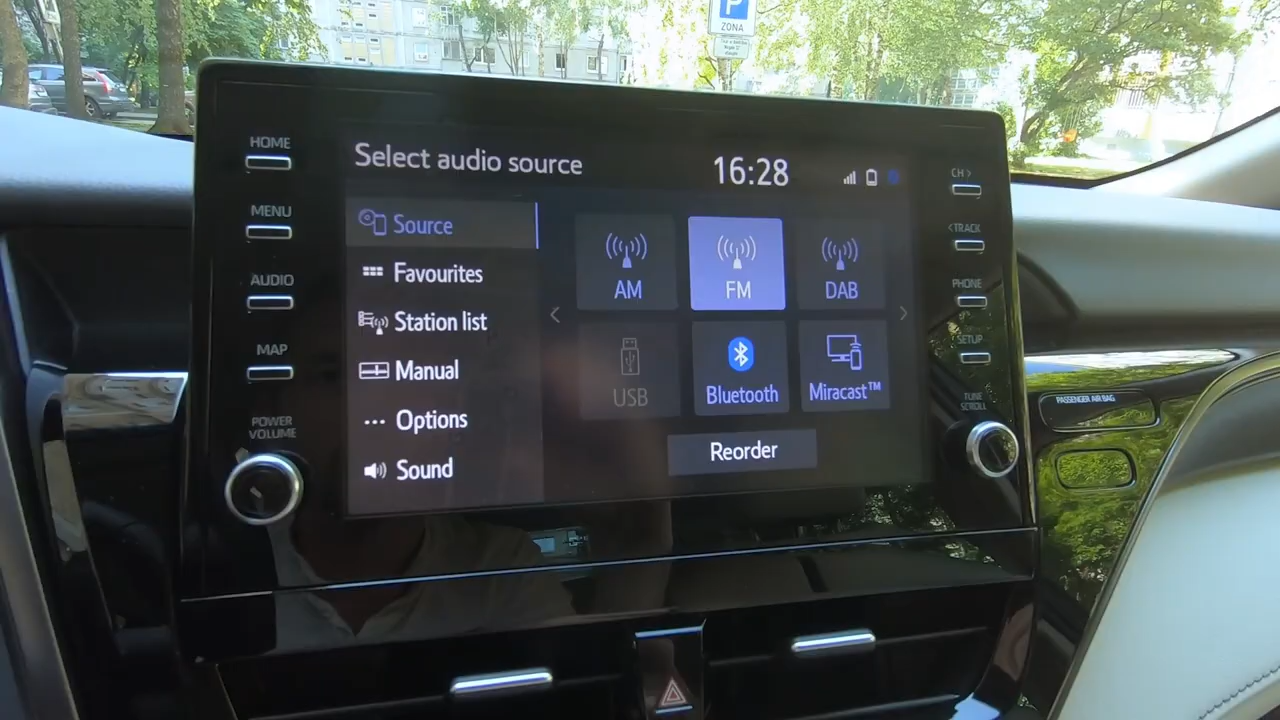 P
ZONA
HOME
MENU
AUDIO
MAP
POWER
VOLUME
Select audio source
16:28
Source
Favourites
Station list
Manual
Options
Sound
AM
FM
DAB
USB
Bluetooth
Miracast™
Reorder
CH >
< TRACK
PHONE
SETUP
TUNE
SCROLL
PASSENGER AIR BAG